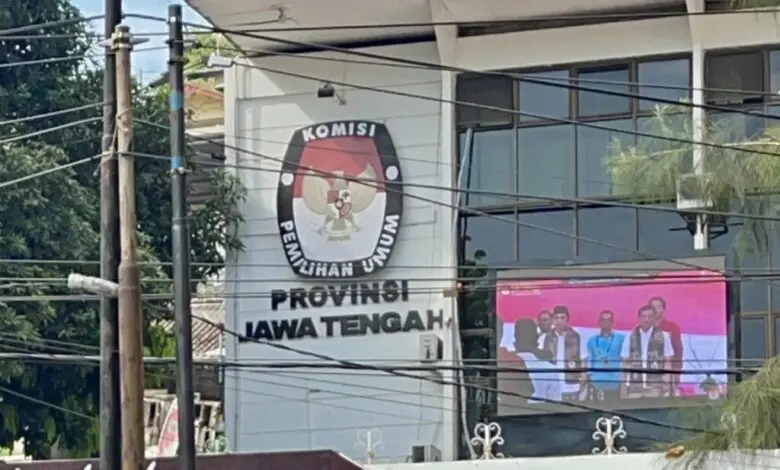 KOMISI
PEMILIHAN UMUM
PROVINSI
JAWA TENGAH